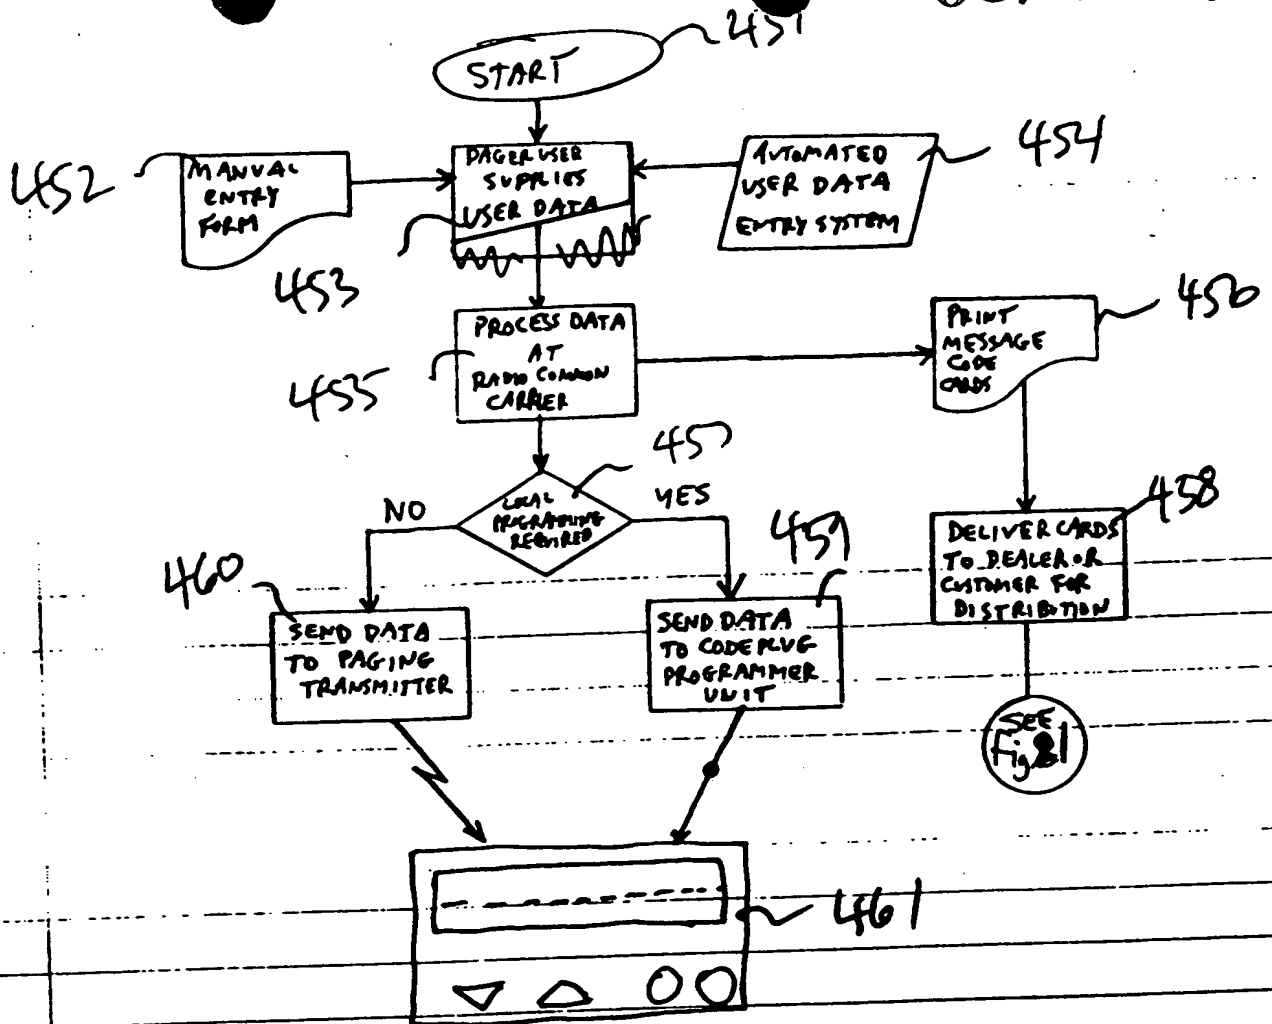 451
START
452
MANUAL
ENTRY
FORM
PAGER USER
SUPPLIES
USER DATA
453
AUTOMATED
USER DATA
ENTRY SYSTEM
454
PROCESS DATA
AT
RADIO COMMON
CARRIER
455
PRINT
MESSAGE
CODE
CARDS
456
457
LOCAL
PROGRAMMING
REQUIRED
NO
YES
460
SEND DATA
TO PAGING
TRANSMITTER
459
SEND DATA
TO CODEPLUG
PROGRAMMER
UNIT
458
DELIVER CARDS
TO DEALER OR
CUSTOMER FOR
DISTRIBUTION
SEE
Fig
461